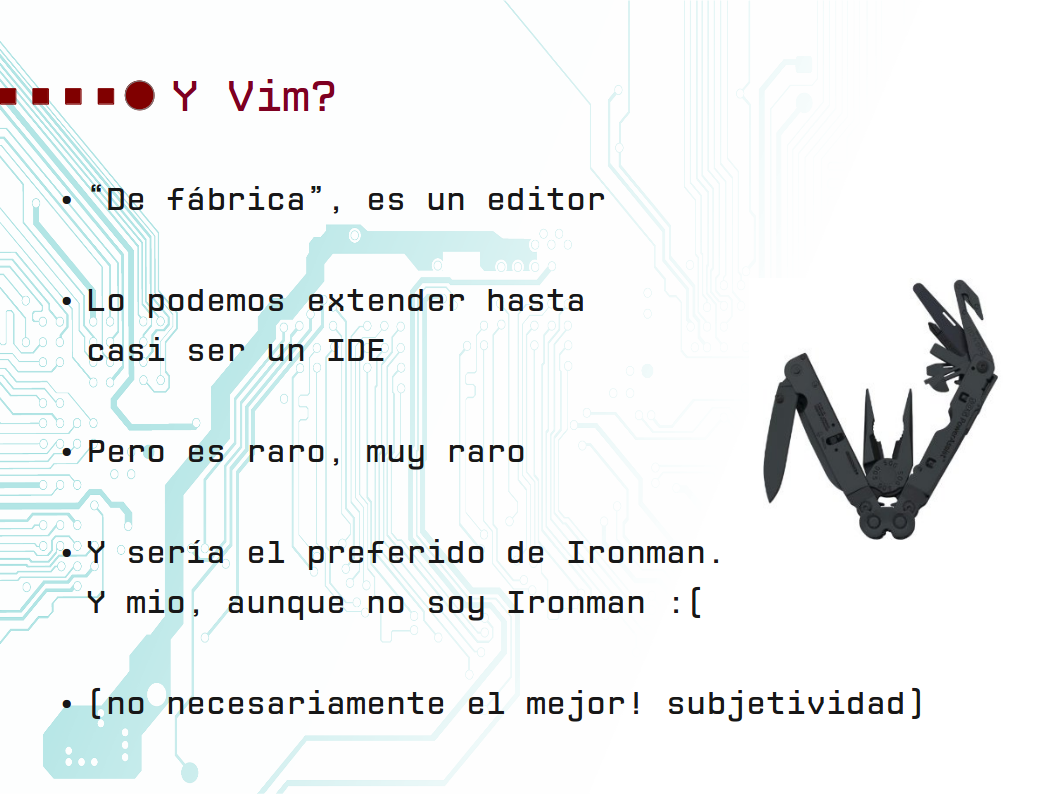 Y Vim?
• “De fábrica”, es un editor
• Lo podemos extender hasta
casi ser un IDE
• Pero es raro, muy raro
• Y sería el preferido de Ironman.
Y mio, aunque no soy Ironman :(
• (no necesariamente el mejor! subjetividad)